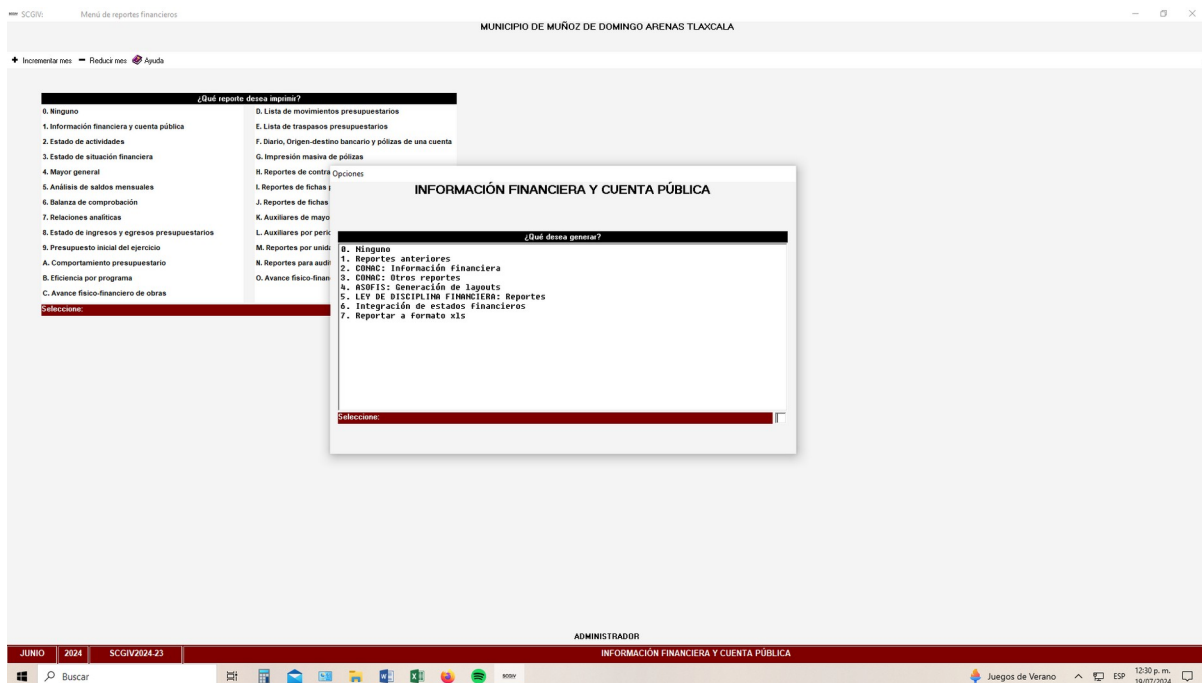 SCGIV: Menú de reportes financieros
MUNICIPIO DE MUÑOZ DE DOMINGO ARENAS TLAXCALA
Incrementar mes Reducir mes Ayuda
¿Qué reporte desea imprimir?
0. Ninguno
1. Información financiera y cuenta pública
2. Estado de actividades
3. Estado de situación financiera
4. Mayor general
5. Análisis de saldos mensuales
6. Balanza de comprobación
7. Relaciones analíticas
8. Estado de ingresos y egresos presupuestarios
9. Presupuesto inicial del ejercicio
A. Comportamiento presupuestario
B. Eficiencia por programa
C. Avance físico-financiero de obras
D. Lista de movimientos presupuestarios
E. Lista de traspasos presupuestarios
F. Diario, Origen-destino bancario y pólizas de una cuenta
G. Impresión masiva de pólizas
H. Reportes de contra
I. Reportes de fichas
J. Reportes de fichas
K. Auxiliares de mayo
L. Auxiliares por peri
M. Reportes por unid
N. Reportes para audi
O. Avance físico-finan
Seleccione:
Opciones
INFORMACIÓN FINANCIERA Y CUENTA PÚBLICA
¿Qué desea generar?
0. Ninguno
1. Reportes anteriores
2. CONAC: Información financiera
3. CONAC: Otros reportes
4. ASOFIS: Generación de layouts
5. LEY DE DISCIPLINA FINANCIERA: Reportes
6. Integración de estados financieros
7. Reportar a formato xls
Seleccione:
ADMINISTRADOR
JUNIO 2024 SCGIV2024-23 INFORMACIÓN FINANCIERA Y CUENTA PÚBLICA
Buscar
SCGIV
Juegos de Verano
ESP
12:30 p. m.
19/07/2024